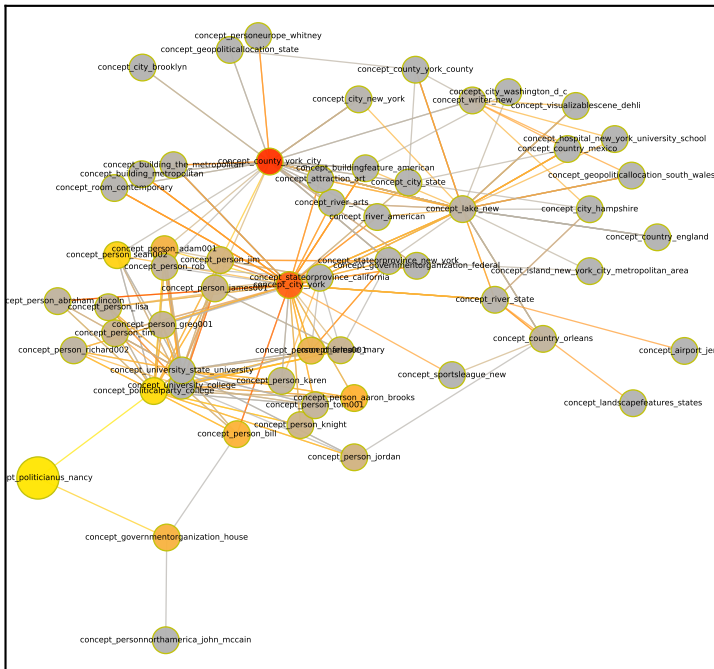 concept_personeurope_whitney
concept_geopoliticallocation_state
concept_city_brooklyn
concept_county_york_county
concept_city_washington_d_c
concept_city_new_york
concept_writer_new
concept_visualizablescene_dehli
concept_hospital_new_york_university_school
concept_country_mexico
concept_county_york_city
concept_building_the_metropolitan
concept_building_metropolitan
concept_buildingfeature_american
concept_attraction_art
concept_city_state
concept_geopoliticallocation_south_wales
concept_room_contemporary
concept_river_arts
concept_lake_new
concept_city_hampshire
concept_river_american
concept_country_england
concept_person_adam001
concept_person_sean002
concept_person_jim
concept_person_rob
concept_stateorprovince_new_york
concept_governmentorganization_federal
concept_island_new_york_city_metropolitan_area
concept_stateorprovince_california
concept_city_york
concept_person_james001
cept_person_abraham_lincoln
concept_person_lisa
concept_river_state
concept_person_greg001
concept_person_tim
concept_country_orleans
concept_person_richard002
concept_person_mary
concept_airport_je
concept_university_state_university
concept_sportsleague_new
concept_person_karen
concept_university_college
concept_politicalparty_college
concept_person_aaron_brooks
concept_person_tom001
concept_landscapefeatures_states
concept_person_knight
concept_person_bill
concept_person_jordan
pt_politicianus_nancy
concept_governmentorganization_house
concept_personnorthamerica_john_mccain